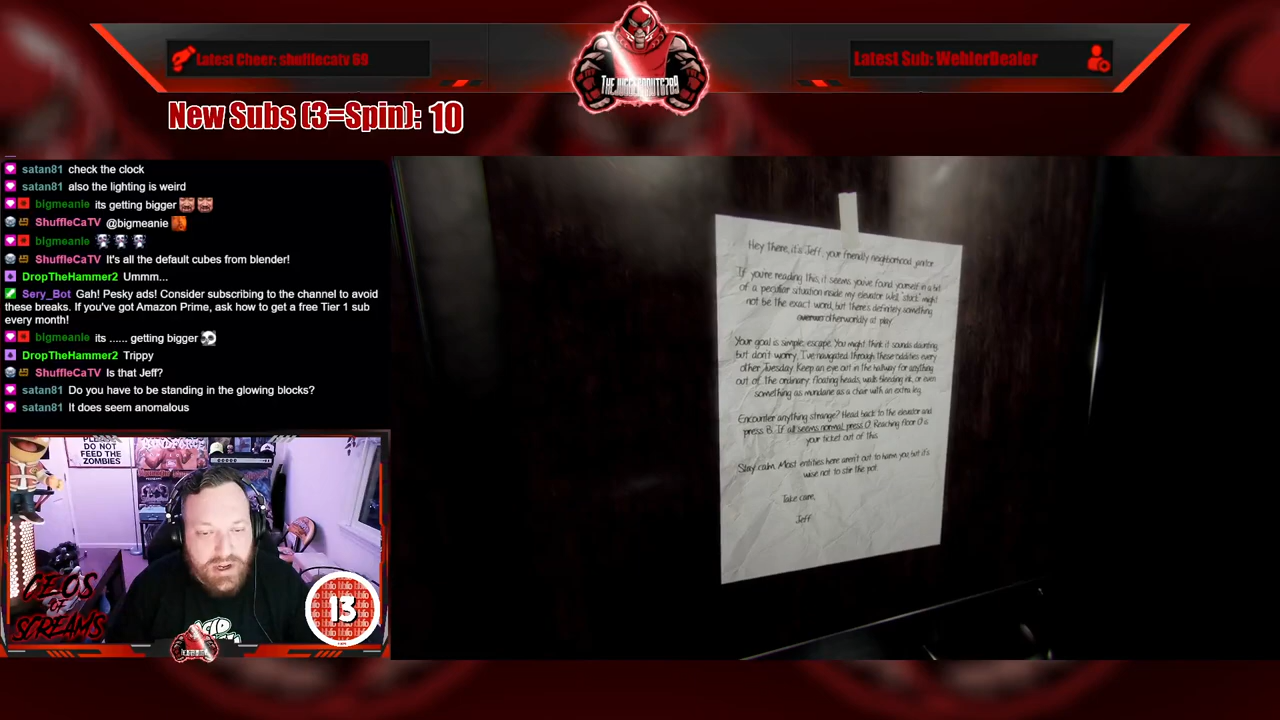 Latest Cheer: shufflecatv 69
THEJUGGERNAUT6789
Latest Sub: WehlerDealer
New Subs (3=Spin): 10
satan81 check the clock
satan81 also the lighting is weird
bigmeanie its getting bigger
ShuffleCaTV @bigmeanie
bigmeanie
ShuffleCaTV It's all the default cubes from blender!
DropTheHammer2 Ummm...
Sery_Bot Gah! Pesky ads! Consider subscribing to the channel to avoid
these breaks. If you've got Amazon Prime, ask how to get a free Tier 1 sub
every month!
bigmeanie its ...... getting bigger
DropTheHammer2 Trippy
ShuffleCaTV Is that Jeff?
satan81 Do you have to be standing in the glowing blocks?
satan81 It does seem anomalous
Hey there, it's Jeff, your friendly neighborhood janitor.
If you're reading this, it seems you've found yourself in a bit
of a peculiar situation inside my elevator. Well, "stuck" might
not be the exact word, but there's definitely something
otherworldly at play.
Your goal is simple: escape. You might think it sounds daunting,
but don't worry, I've navigated through these oddities every
other Tuesday. Keep an eye out in the hallway for anything
out of the ordinary: floating heads, walls bleeding ink, or even
something as mundane as a chair with an extra leg.
Encounter anything strange? Head back to the elevator and
press B. If all seems normal, press O. Reaching floor 0 is
your ticket out of this.
Stay calm. Most entities here aren't out to harm you, but it's
wise not to stir the pot.
Take care,
Jeff
PLEASE
DO NOT
FEED THE
ZOMBIES
CEOS
OF
SCREAMS
13